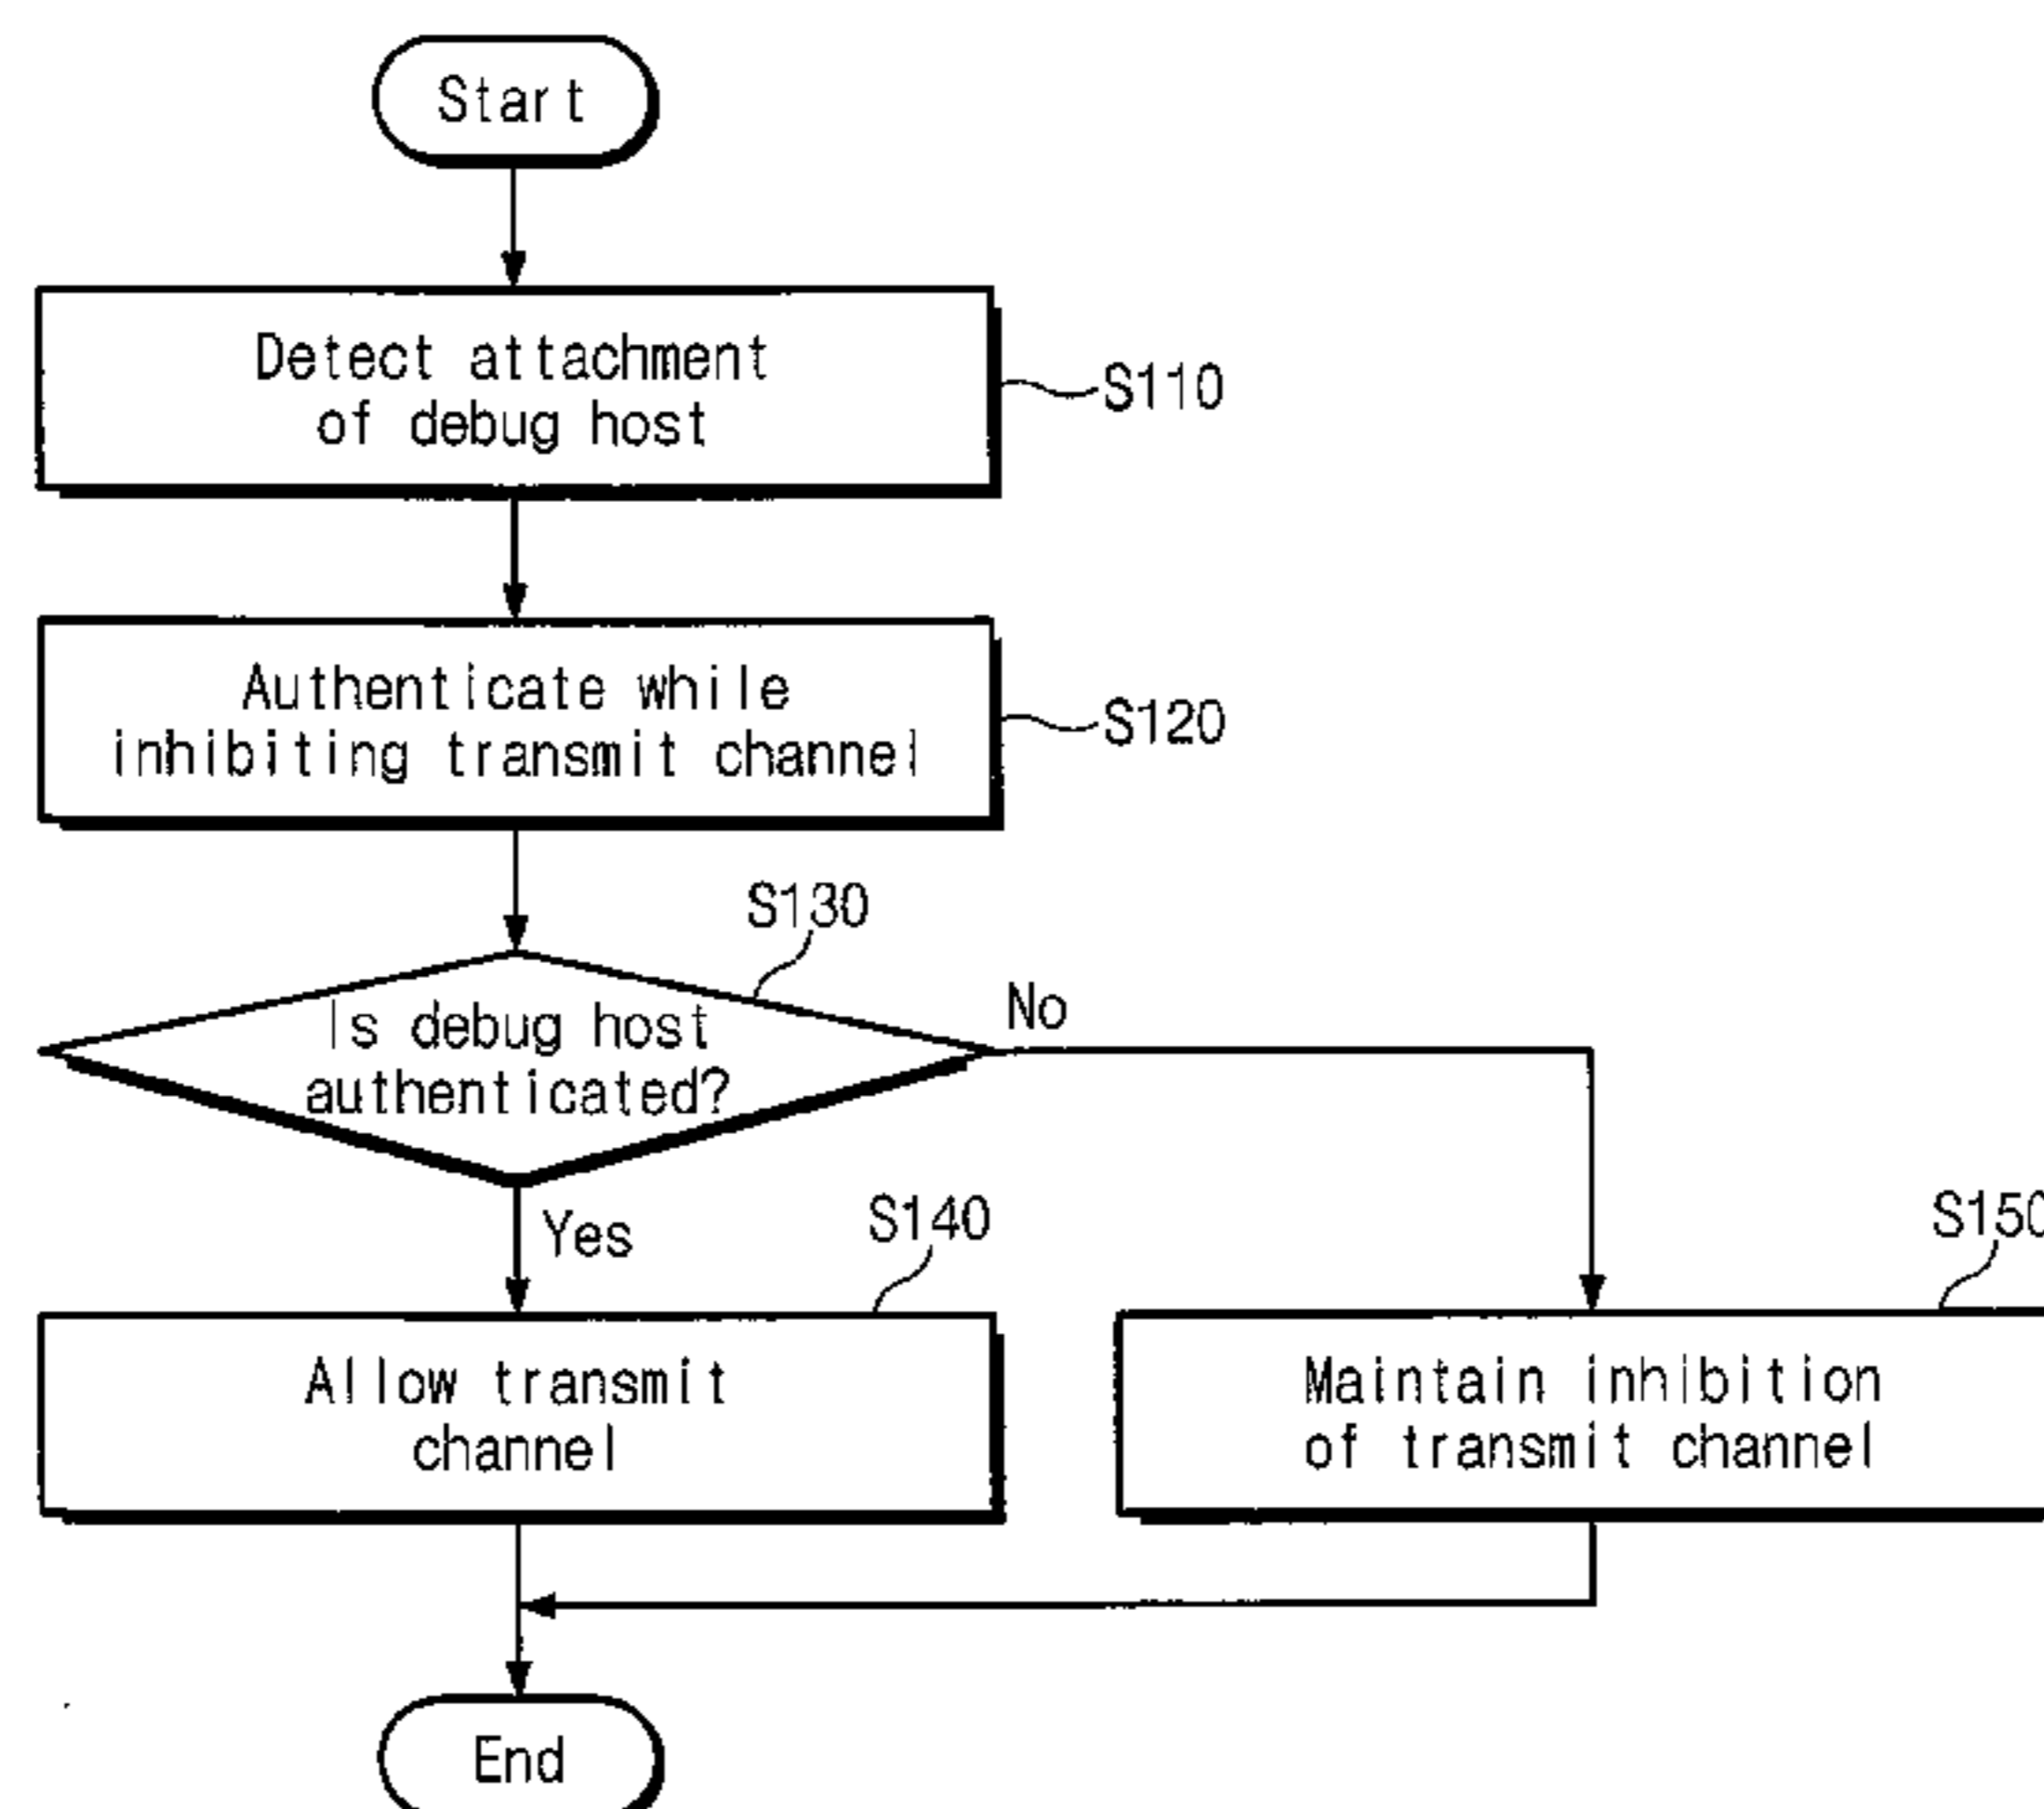 Start
Detect attachment
of debug host
S110
Authenticate while
inhibiting transmit channel
S120
S130
Is debug host
authenticated?
No
Yes
S140
S150
Allow transmit
channel
Maintain inhibition
of transmit channel
End